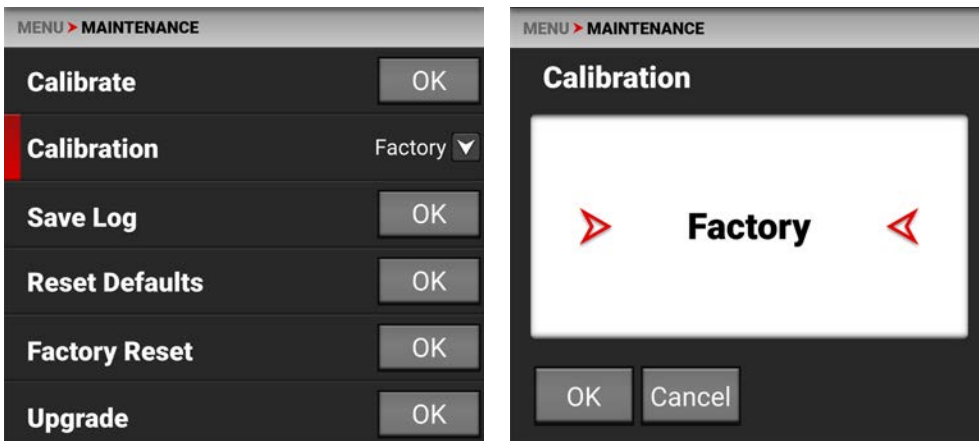 MENU > MAINTENANCE
Calibrate OK
Calibration Factory
Save Log OK
Reset Defaults OK
Factory Reset OK
Upgrade OK
MENU > MAINTENANCE
Calibration
Factory
OK Cancel